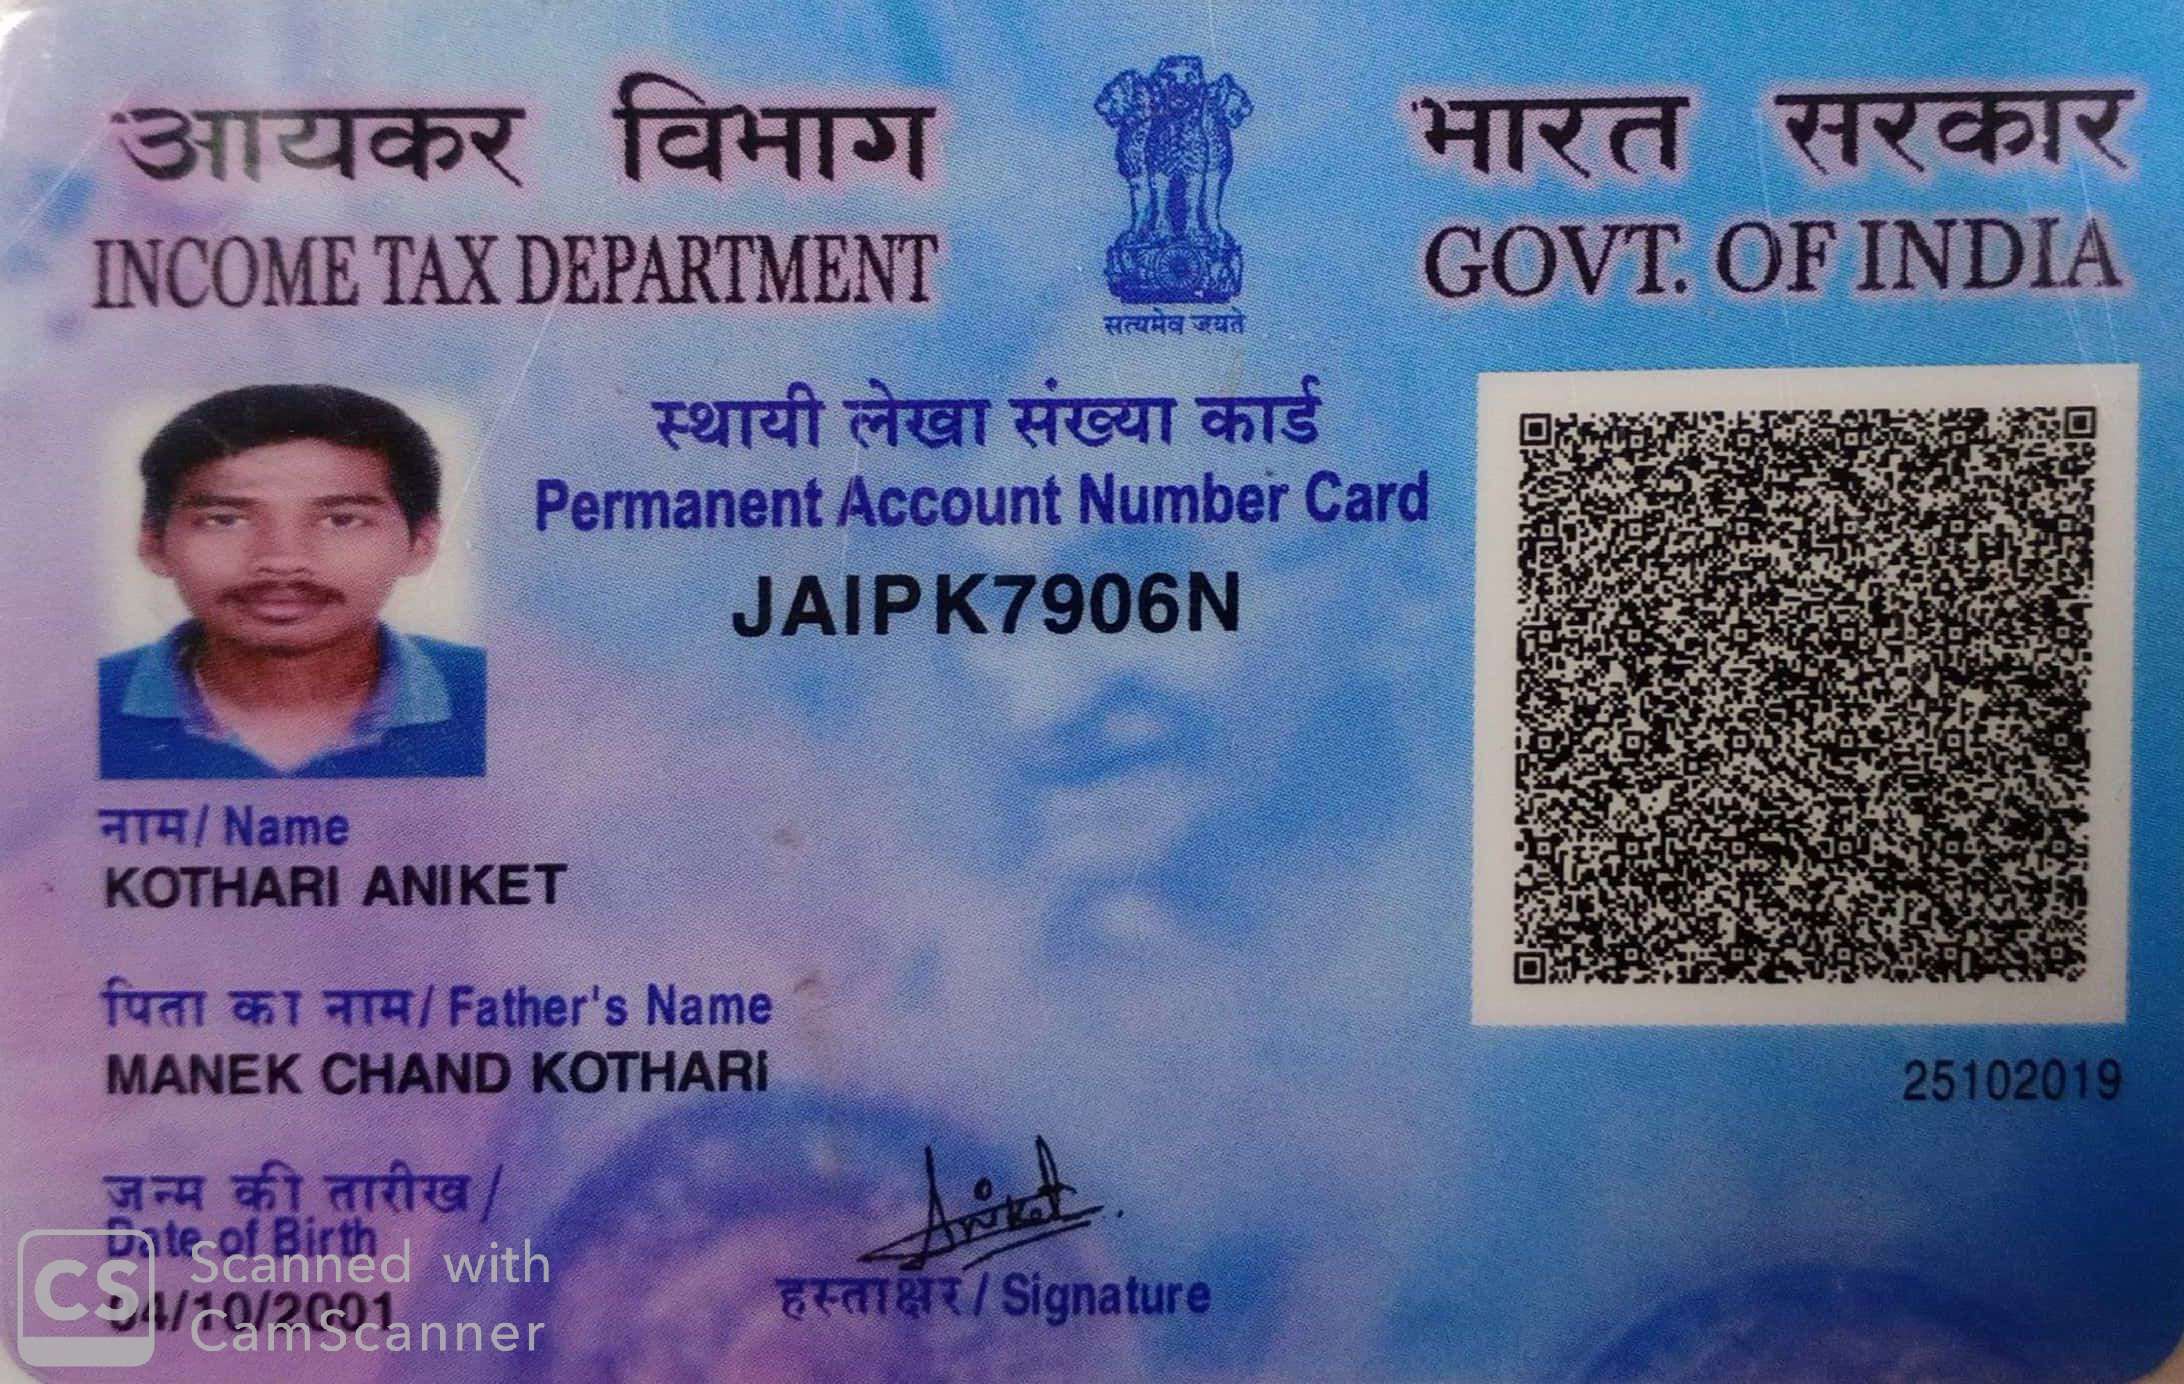 आयकर विभाग
INCOME TAX DEPARTMENT
सत्यमेव जयते
भारत सरकार
GOVT. OF INDIA
स्थायी लेखा संख्या कार्ड
Permanent Account Number Card
JAIPK7906N
नाम/ Name
KOTHARI ANIKET
पिता का नाम/ Father's Name
MANEK CHAND KOTHARI
25102019
जन्म की तारीख/
Date of Birth
04/10/2001
Aniket
हस्ताक्षर/ Signature
CS
Scanned with
CamScanner